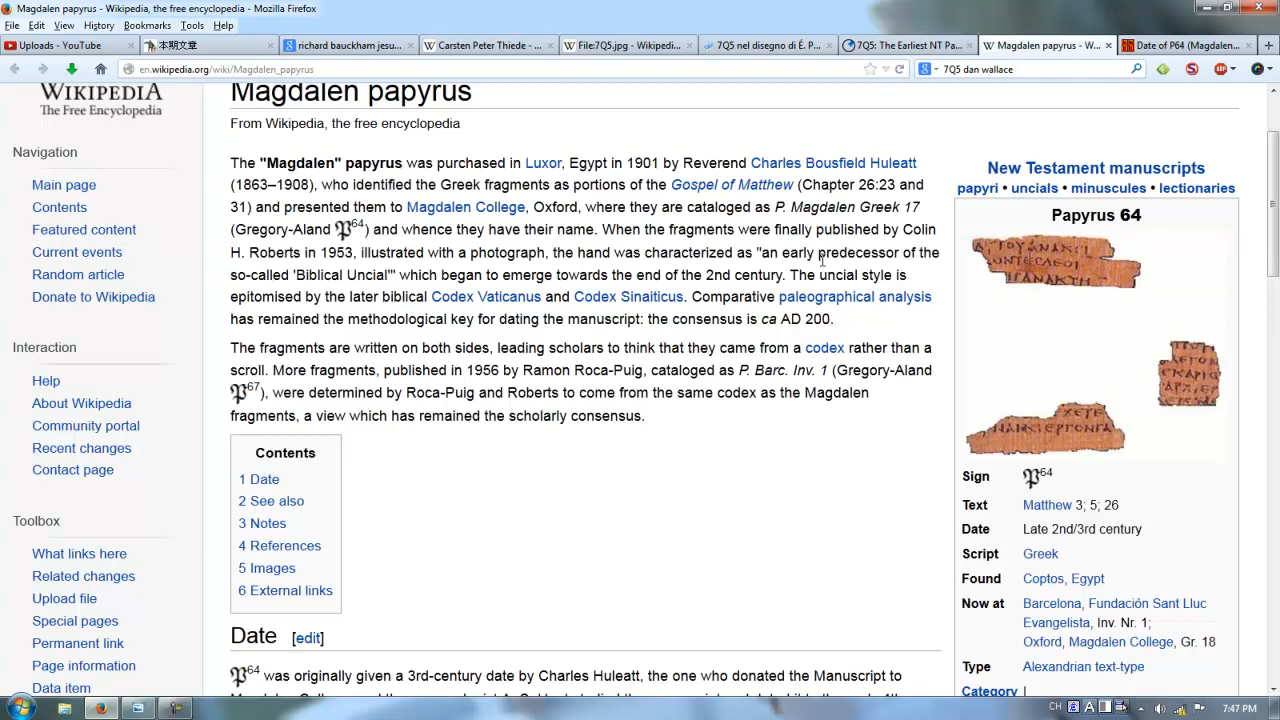 Magdalen papyrus - Wikipedia, the free encyclopedia - Mozilla Firefox
File Edit View History Bookmarks Tools Help
Uploads - YouTube
本期文章
richard bauckham jesu...
Carsten Peter Thiede - ...
File:7Q5.jpg - Wikipedi...
7Q5 nel disegno di É. P...
7Q5: The Earliest NT Pa...
Magdalen papyrus - W...
Date of P64 (Magdalen...
en.wikipedia.org/wiki/Magdalen_papyrus
7Q5 dan wallace
WIKIPEDIA
The Free Encyclopedia
Navigation
Main page
Contents
Featured content
Current events
Random article
Donate to Wikipedia
Interaction
Help
About Wikipedia
Community portal
Recent changes
Contact page
Toolbox
What links here
Related changes
Upload file
Special pages
Permanent link
Page information
Data item
Magdalen papyrus
From Wikipedia, the free encyclopedia
The "Magdalen" papyrus was purchased in Luxor, Egypt in 1901 by Reverend Charles Bousfield Huleatt
(1863–1908), who identified the Greek fragments as portions of the Gospel of Matthew (Chapter 26:23 and
31) and presented them to Magdalen College, Oxford, where they are cataloged as P. Magdalen Greek 17
(Gregory-Aland 𝔓64) and whence they have their name. When the fragments were finally published by Colin
H. Roberts in 1953, illustrated with a photograph, the hand was characterized as "an early predecessor of the
so-called 'Biblical Uncial'" which began to emerge towards the end of the 2nd century. The uncial style is
epitomised by the later biblical Codex Vaticanus and Codex Sinaiticus. Comparative paleographical analysis
has remained the methodological key for dating the manuscript: the consensus is ca AD 200.
The fragments are written on both sides, leading scholars to think that they came from a codex rather than a
scroll. More fragments, published in 1956 by Ramon Roca-Puig, cataloged as P. Barc. Inv. 1 (Gregory-Aland
𝔓67), were determined by Roca-Puig and Roberts to come from the same codex as the Magdalen
fragments, a view which has remained the scholarly consensus.
Contents
1 Date
2 See also
3 Notes
4 References
5 Images
6 External links
Date [edit]
𝔓64 was originally given a 3rd-century date by Charles Huleatt, the one who donated the Manuscript to
New Testament manuscripts
papyri • uncials • minuscules • lectionaries
Papyrus 64
Sign 𝔓64
Text Matthew 3; 5; 26
Date Late 2nd/3rd century
Script Greek
Found Coptos, Egypt
Now at Barcelona, Fundación Sant Lluc
Evangelista, Inv. Nr. 1;
Oxford, Magdalen College, Gr. 18
Type Alexandrian text-type
Category I
CH
7:47 PM